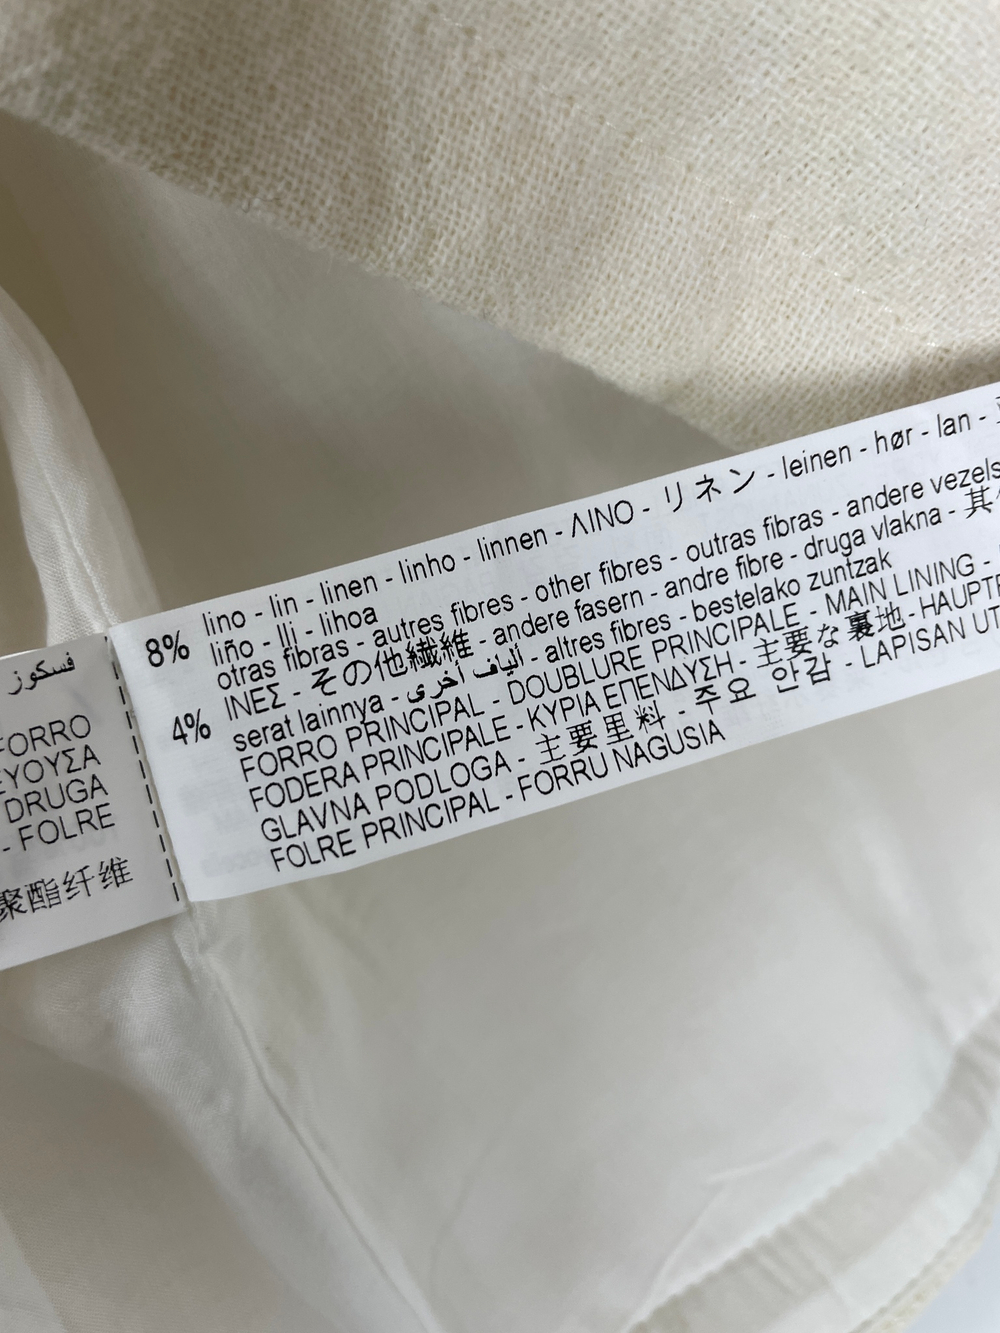 فسكوز
FORRO
ΕΥΟΥΣΑ
DRUGA
- FOLRE
聚酯纤维
8% lino - lin - linen - linho - linnen - ΛΙΝΟ - リネン - leinen - hør - lan -
liño - lli - lihoa
otras fibras - autres fibres - other fibres - outras fibras - andere vezels
4% ΙΝΕΣ - その他繊維 - andere fasern - andre fibre - druga vlakna - 其
serat lainnya - ألياف أخرى - altres fibres - bestelako zuntzak
FORRO PRINCIPAL - DOUBLURE PRINCIPALE - MAIN LINING -
FODERA PRINCIPALE - ΚΥΡΙΑ ΕΠΕΝΔΥΣΗ - 主要な裏地 - HAUPTF
GLAVNA PODLOGA - 主要里料 - 주요 안감 - LAPISAN UT
FOLRE PRINCIPAL - FORRU NAGUSIA